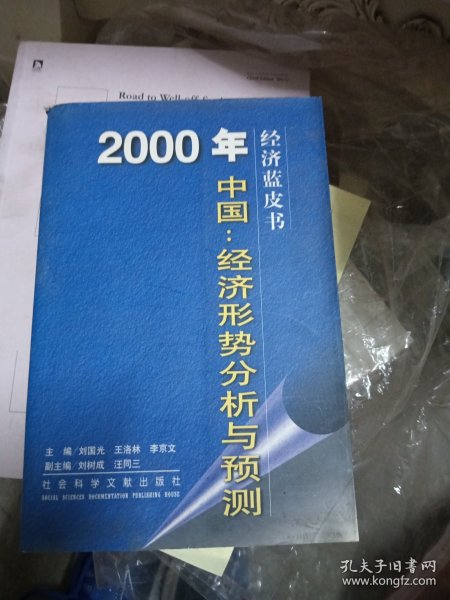 Road to Well-off
2000年
经济蓝皮书
中国：经济形势分析与预测
主 编/刘国光 王洛林 李京文
副主编/刘树成 汪同三
社会科学文献出版社
SOCIAL SCIENCES DOCUMENTATION PUBLISHING HOUSE
孔夫子旧书网
www.kongfz.com